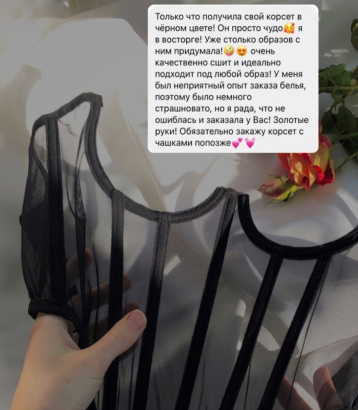 Только что получила свой корсет в
чёрном цвете! Он просто чудо🥰 я
в восторге! Уже столько образов с
ним придумала!🤪😍 очень
качественно сшит и идеально
подходит под любой образ! У меня
был неприятный опыт заказа белья,
поэтому было немного
страшновато, но я рада, что не
ошиблась и заказала у Вас! Золотые
руки! Обязательно закажу корсет с
чашками попозже💕💓